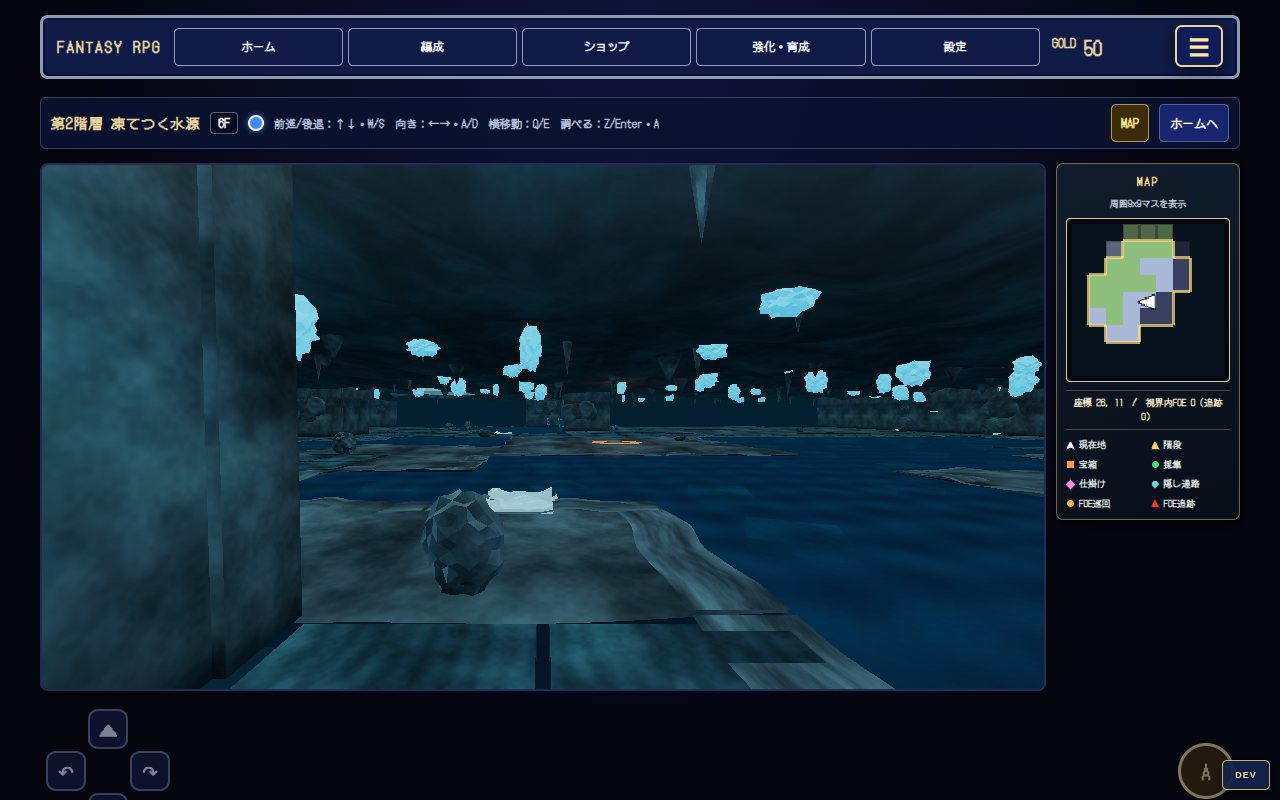 FANTASY RPG
ホーム
編成
ショップ
強化・育成
設定
GOLD 50
第2階層 凍てつく水源
6F
前進/後退：↑↓・W/S 向き：←→・A/D 横移動：Q/E 調べる：Z/Enter・A
MAP
ホームへ
MAP
周囲9x9マスを表示
座標 26, 11 / 視界内FOE 0（追跡
0）
現在地
階段
宝箱
採集
仕掛け
隠し通路
FOE巡回
FOE追跡
A
DEV